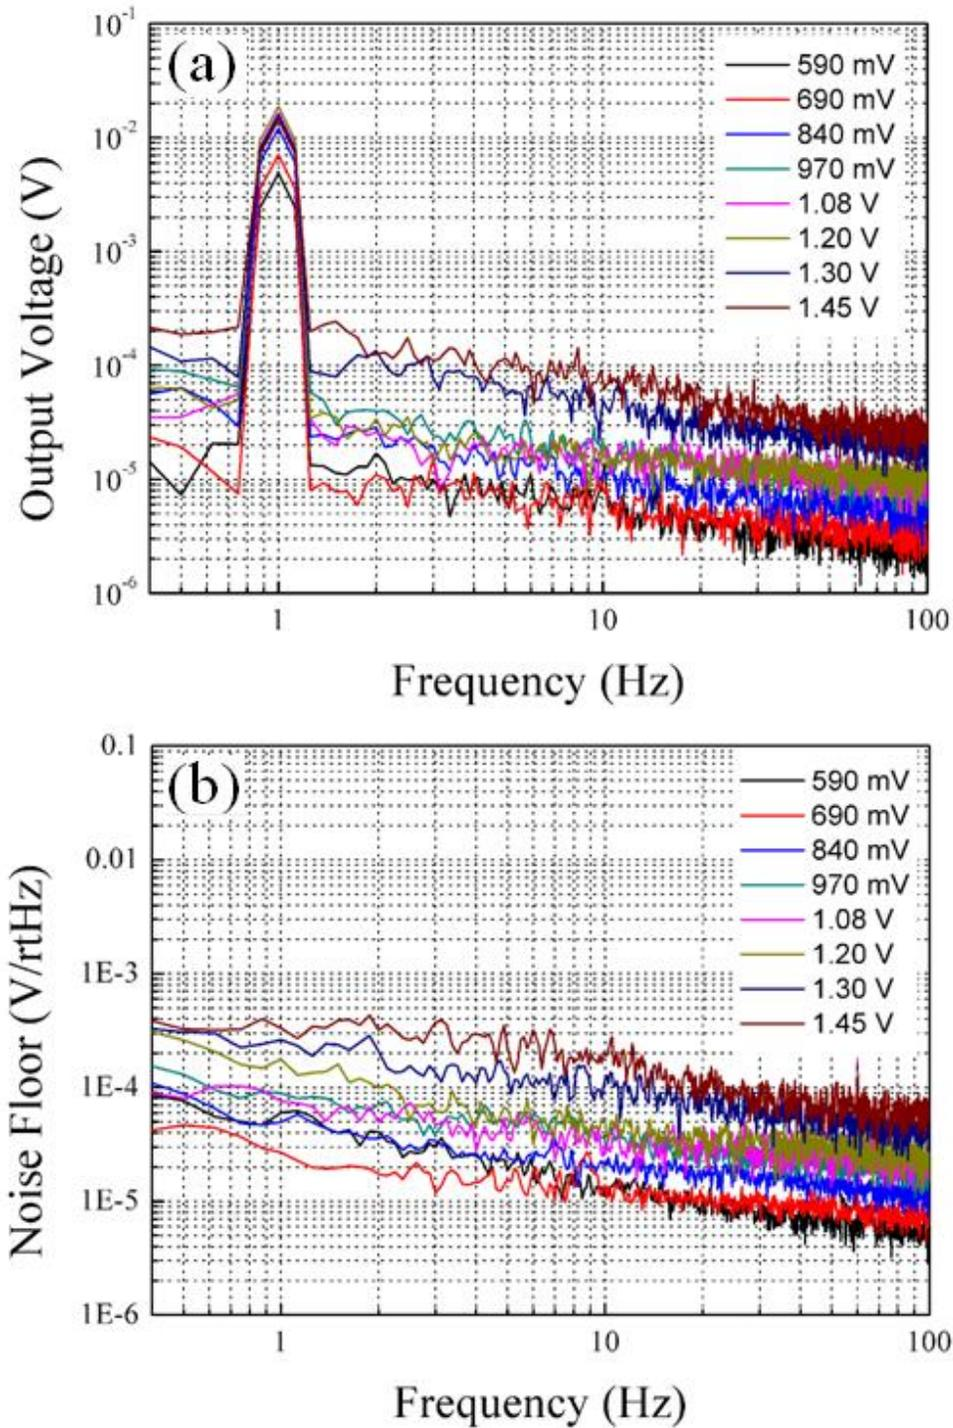 (a)
10⁻¹
10⁻²
10⁻³
10⁻⁴
10⁻⁵
10⁻⁶
Output Voltage (V)
590 mV
690 mV
840 mV
970 mV
1.08 V
1.20 V
1.30 V
1.45 V
1 10 100
Frequency (Hz)
(b)
0.1
0.01
1E-3
1E-4
1E-5
1E-6
Noise Floor (V/rtHz)
590 mV
690 mV
840 mV
970 mV
1.08 V
1.20 V
1.30 V
1.45 V
1 10 100
Frequency (Hz)